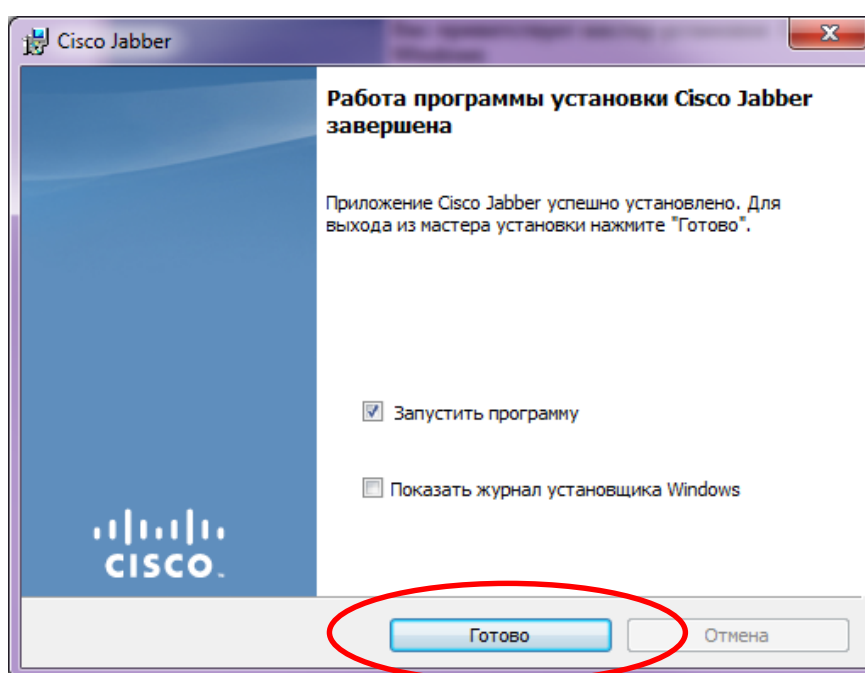 Cisco Jabber
Работа программы установки Cisco Jabber
завершена
Приложение Cisco Jabber успешно установлено. Для
выхода из мастера установки нажмите "Готово".
Запустить программу
Показать журнал установщика Windows
CISCO.
Готово
Отмена